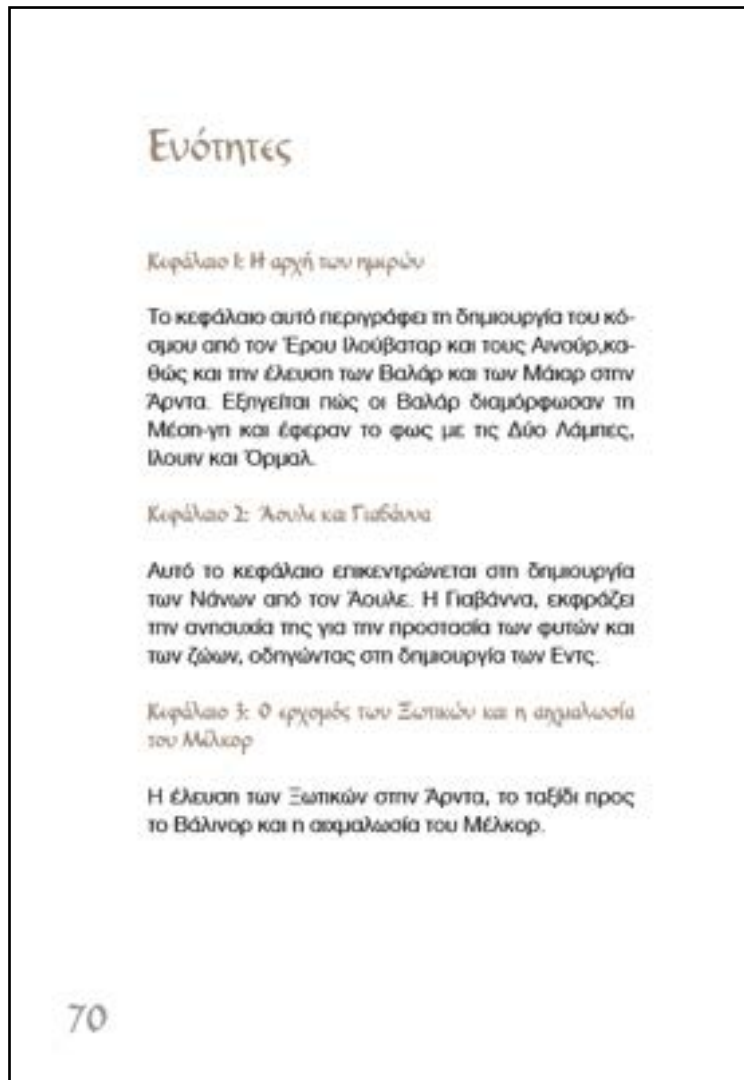 Ευότητες
Κεφάλαιο 1: Η αρχή των ημερών
Το κεφάλαιο αυτό περιγράφει τη δημιουργία του κό-
σμου από τον Έρου Ιλούβαταρ και τους Αινούρ,κα-
θώς και την έλευση των Βαλάρ και των Μάιαρ στην
Άρντα. Εξηγείται πώς οι Βαλάρ διαμόρφωσαν τη
Μέση-γη και έφεραν το φως με τις Δύο Λάμπες,
Ιλουιν και Όρμαλ.
Κεφάλαιο 2: Άουλε και Γιαβάννα
Αυτό το κεφάλαιο επικεντρώνεται στη δημιουργία
των Νάνων από τον Άουλε. Η Γιαβάννα, εκφράζει
την ανησυχία της για την προστασία των φυτών και
των ζώων, οδηγώντας στη δημιουργία των Εντς.
Κεφάλαιο 3: Ο ερχομός των Ξωτικών και η αιχμαλωσία
του Μέλκορ
Η έλευση των Ξωτικών στην Άρντα, το ταξίδι προς
το Βάλινορ και η αιχμαλωσία του Μέλκορ.
70